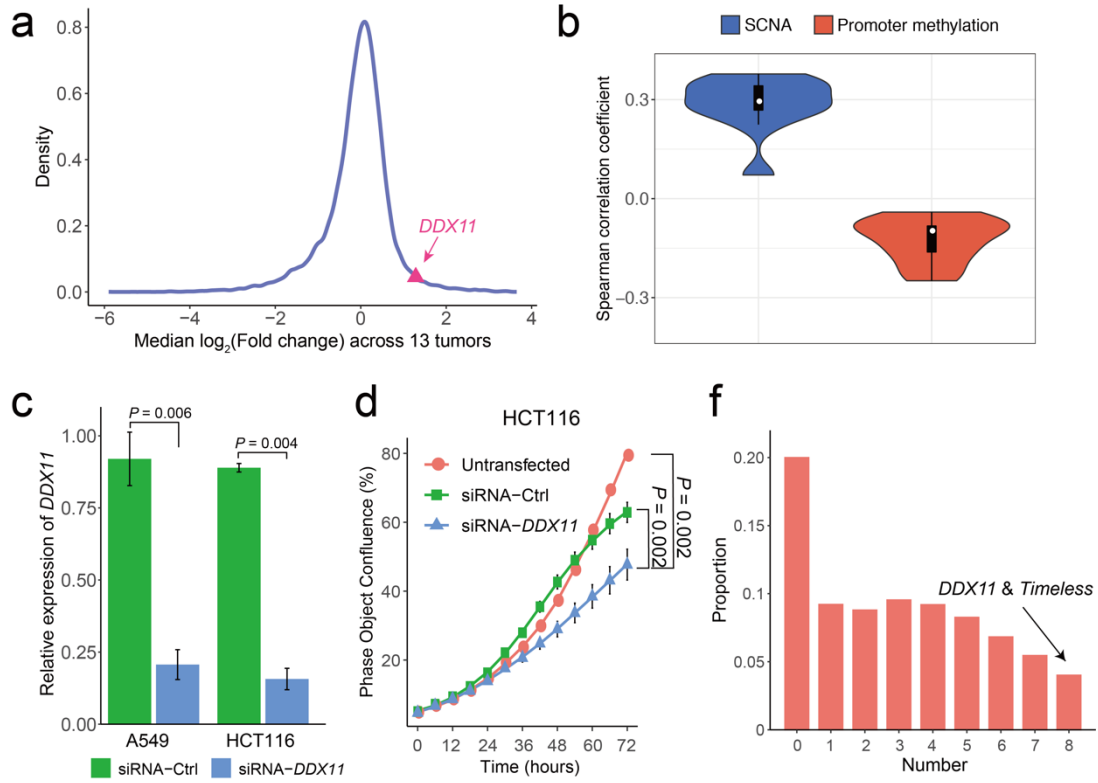 a
0.8
0.6
0.4
0.2
0.0
Density
DDX11
−6
−4
−2
0
2
4
Median log2(Fold change) across 13 tumors
b
SCNA
Promoter methylation
0.3
0.0
−0.3
Spearman correlation coefficient
c
P = 0.006
P = 0.004
1.00
0.75
0.50
0.25
0.00
Relative expression of DDX11
A549
HCT116
siRNA−Ctrl
siRNA−DDX11
d
HCT116
Untransfected
siRNA−Ctrl
siRNA−DDX11
80
60
40
20
Phase Object Confluence (%)
P = 0.002
P = 0.002
0
12
24
36
48
60
72
Time (hours)
f
0.20
0.15
0.10
0.05
0
Proportion
DDX11 & Timeless
0
1
2
3
4
5
6
7
8
Number